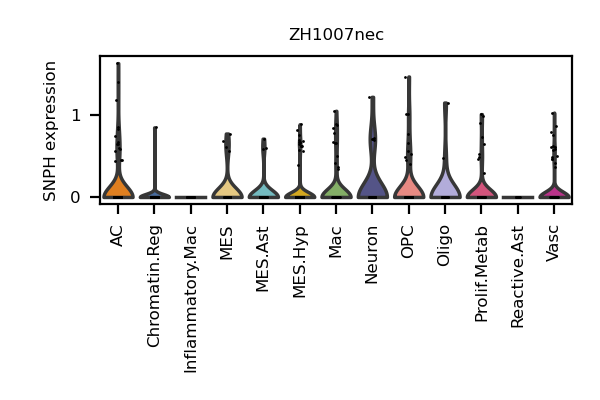 ZH1007nec
SNPH expression
1
0
AC
Chromatin.Reg
Inflammatory.Mac
MES
MES.Ast
MES.Hyp
Mac
Neuron
OPC
Oligo
Prolif.Metab
Reactive.Ast
Vasc